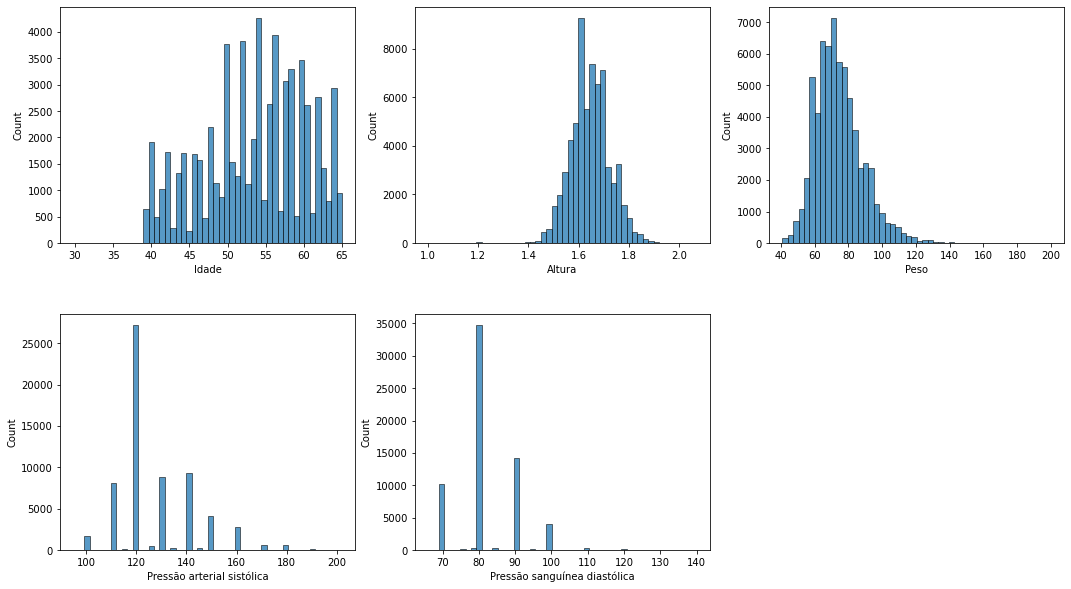 Count
4000
3500
3000
2500
2000
1500
1000
500
0
30 35 40 45 50 55 60 65
Idade
Count
8000
6000
4000
2000
0
1.0 1.2 1.4 1.6 1.8 2.0
Altura
Count
7000
6000
5000
4000
3000
2000
1000
0
40 60 80 100 120 140 160 180 200
Peso
Count
25000
20000
15000
10000
5000
0
100 120 140 160 180 200
Pressão arterial sistólica
Count
35000
30000
25000
20000
15000
10000
5000
0
70 80 90 100 110 120 130 140
Pressão sanguínea diastólica